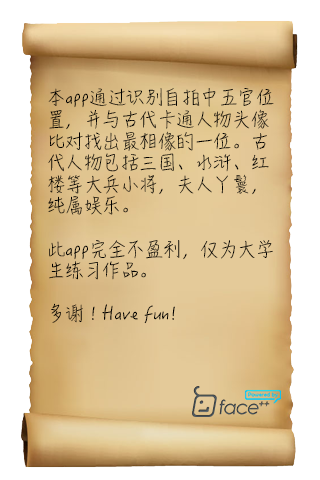 本app通过识别自拍中五官位
置，并与古代卡通人物头像
比对找出最相像的一位。古
代人物包括三国、水浒、红
楼等大兵小将，夫人丫鬟，
纯属娱乐。
此app完全不盈利，仅为大学
生练习作品。
多谢！Have fun!
Powered by
face++